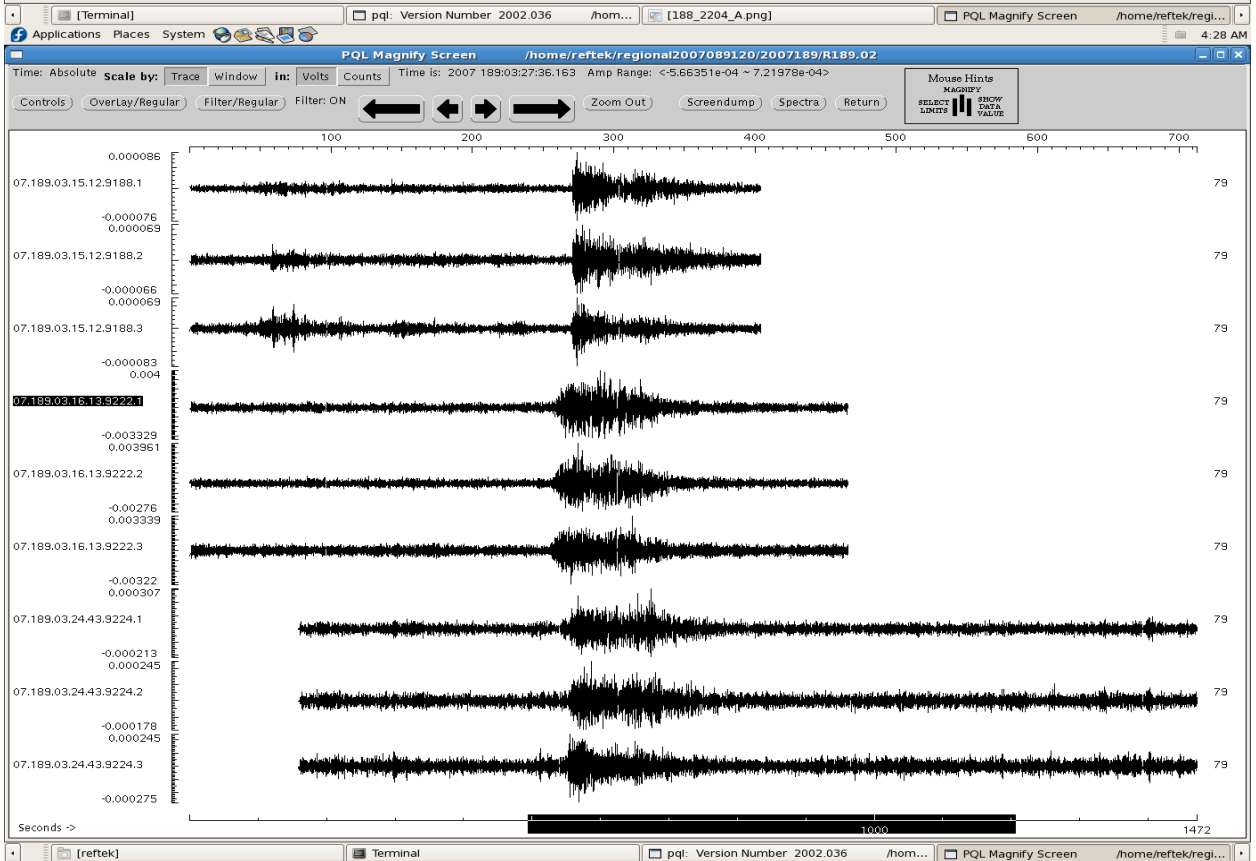 [Terminal] pql: Version Number 2002.036 /hom... [188_2204_A.png] PQL Magnify Screen /home/reftek/regi...
Applications Places System 4:28 AM
PQL Magnify Screen /home/reftek/regional2007089120/2007189/R189.02
Time: Absolute Scale by: Trace Window in: Volts Counts Time is: 2007 189:03:27:36.163 Amp Range: <-5.66351e-04 ~ 7.21978e-04>
Mouse Hints
MAGNIFY
SELECT LIMITS SHOW DATA VALUE
Controls OverLay/Regular Filter/Regular Filter: ON Zoom Out Screendump Spectra Return
100 200 300 400 500 600 700
0.000086
07.189.03.15.12.9188.1 79
-0.000076
0.000069
07.189.03.15.12.9188.2 79
-0.000066
0.000069
07.189.03.15.12.9188.3 79
-0.000083
0.004
07.189.03.16.13.9222.1 79
-0.003329
0.003961
07.189.03.16.13.9222.2 79
-0.00276
0.003339
07.189.03.16.13.9222.3 79
-0.00322
0.000307
07.189.03.24.43.9224.1 79
-0.000213
0.000245
07.189.03.24.43.9224.2 79
-0.000178
0.000245
07.189.03.24.43.9224.3 79
-0.000275
Seconds -> 1000 1472
[reftek] Terminal pql: Version Number 2002.036 /hom... PQL Magnify Screen /home/reftek/regi...